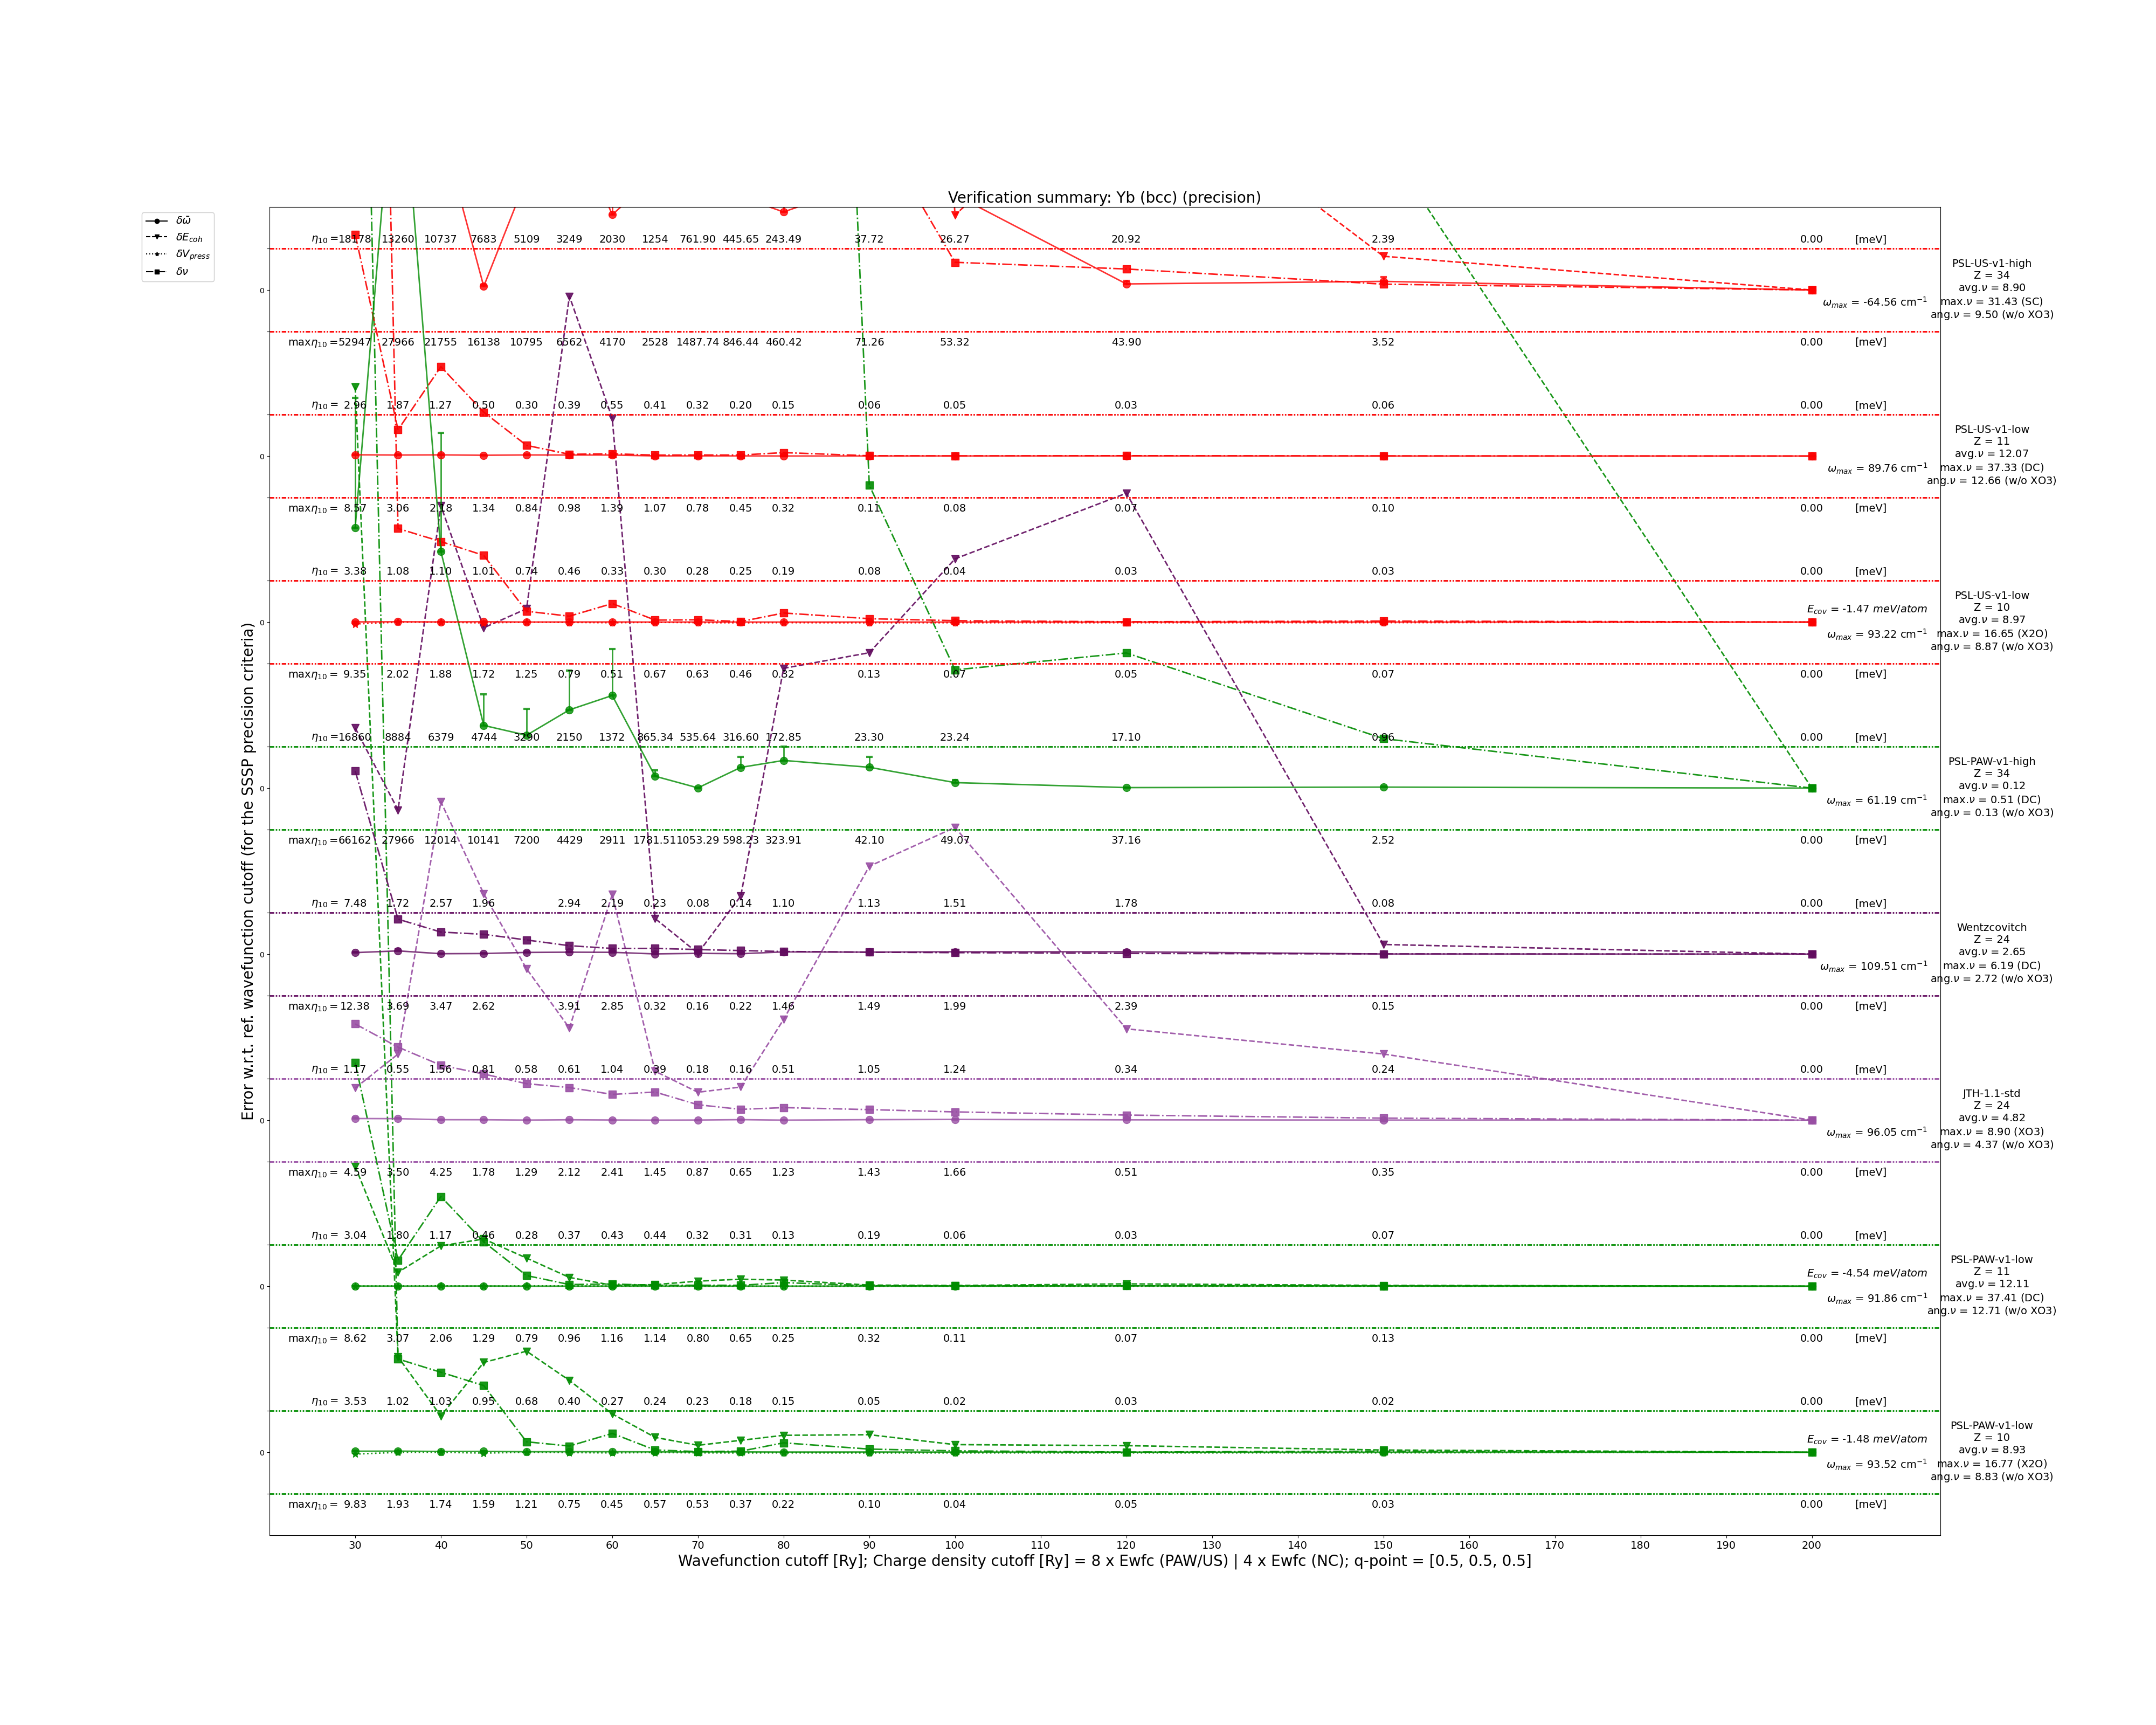 Verification summary: Yb (bcc) (precision)
δω̄
δE_coh
δV_press
δν
Error w.r.t. ref. wavefunction cutoff (for the SSSP precision criteria)
η₁₀ = 18178 13260 10737 7683 5109 3249 2030 1254 761.90 445.65 243.49 37.72 26.27 20.92 2.39 0.00 [meV]
0
PSL-US-v1-high
Z = 34
avg.ν = 8.90
ω_max = -64.56 cm⁻¹ max.ν = 31.43 (SC)
ang.ν = 9.50 (w/o XO3)
maxη₁₀ = 52947 27966 21755 16138 10795 6562 4170 2528 1487.74 846.44 460.42 71.26 53.32 43.90 3.52 0.00 [meV]
η₁₀ = 2.96 1.87 1.27 0.50 0.30 0.39 0.55 0.41 0.32 0.20 0.15 0.06 0.05 0.03 0.06 0.00 [meV]
0
PSL-US-v1-low
Z = 11
avg.ν = 12.07
ω_max = 89.76 cm⁻¹ max.ν = 37.33 (DC)
ang.ν = 12.66 (w/o XO3)
maxη₁₀ = 8.57 3.06 2.18 1.34 0.84 0.98 1.39 1.07 0.78 0.45 0.32 0.11 0.08 0.07 0.10 0.00 [meV]
η₁₀ = 3.38 1.08 1.10 1.01 0.74 0.46 0.33 0.30 0.28 0.25 0.19 0.08 0.04 0.03 0.03 0.00 [meV]
0
PSL-US-v1-low
E_cov = -1.47 meV/atom Z = 10
avg.ν = 8.97
ω_max = 93.22 cm⁻¹ max.ν = 16.65 (X2O)
ang.ν = 8.87 (w/o XO3)
maxη₁₀ = 9.35 2.02 1.88 1.72 1.25 0.79 0.51 0.67 0.63 0.46 0.32 0.13 0.07 0.05 0.07 0.00 [meV]
η₁₀ = 16860 8884 6379 4744 3290 2150 1372 865.34 535.64 316.60 172.85 23.30 23.24 17.10 0.96 0.00 [meV]
0
PSL-PAW-v1-high
Z = 34
avg.ν = 0.12
ω_max = 61.19 cm⁻¹ max.ν = 0.51 (DC)
ang.ν = 0.13 (w/o XO3)
maxη₁₀ = 66162 27966 12014 10141 7200 4429 2911 1781.51 1053.29 598.23 323.91 42.10 49.07 37.16 2.52 0.00 [meV]
η₁₀ = 7.48 1.72 2.57 1.96 2.94 2.19 0.23 0.08 0.14 1.10 1.13 1.51 1.78 0.08 0.00 [meV]
0
Wentzcovitch
Z = 24
avg.ν = 2.65
ω_max = 109.51 cm⁻¹ max.ν = 6.19 (DC)
ang.ν = 2.72 (w/o XO3)
maxη₁₀ = 12.38 3.69 3.47 2.62 3.91 2.85 0.32 0.16 0.22 1.46 1.49 1.99 2.39 0.15 0.00 [meV]
η₁₀ = 1.17 0.55 1.56 0.81 0.58 0.61 1.04 0.39 0.18 0.16 0.51 1.05 1.24 0.34 0.24 0.00 [meV]
0
JTH-1.1-std
Z = 24
avg.ν = 4.82
ω_max = 96.05 cm⁻¹ max.ν = 8.90 (XO3)
ang.ν = 4.37 (w/o XO3)
maxη₁₀ = 4.59 3.50 4.25 1.78 1.29 2.12 2.41 1.45 0.87 0.65 1.23 1.43 1.66 0.51 0.35 0.00 [meV]
η₁₀ = 3.04 1.80 1.17 0.46 0.28 0.37 0.43 0.44 0.32 0.31 0.13 0.19 0.06 0.03 0.07 0.00 [meV]
0
PSL-PAW-v1-low
E_cov = -4.54 meV/atom Z = 11
avg.ν = 12.11
ω_max = 91.86 cm⁻¹ max.ν = 37.41 (DC)
ang.ν = 12.71 (w/o XO3)
maxη₁₀ = 8.62 3.07 2.06 1.29 0.79 0.96 1.16 1.14 0.80 0.65 0.25 0.32 0.11 0.07 0.13 0.00 [meV]
η₁₀ = 3.53 1.02 1.03 0.95 0.68 0.40 0.27 0.24 0.23 0.18 0.15 0.05 0.02 0.03 0.02 0.00 [meV]
0
PSL-PAW-v1-low
E_cov = -1.48 meV/atom Z = 10
avg.ν = 8.93
ω_max = 93.52 cm⁻¹ max.ν = 16.77 (X2O)
ang.ν = 8.83 (w/o XO3)
maxη₁₀ = 9.83 1.93 1.74 1.59 1.21 0.75 0.45 0.57 0.53 0.37 0.22 0.10 0.04 0.05 0.03 0.00 [meV]
30 40 50 60 70 80 90 100 110 120 130 140 150 160 170 180 190 200
Wavefunction cutoff [Ry]; Charge density cutoff [Ry] = 8 x Ewfc (PAW/US) | 4 x Ewfc (NC); q-point = [0.5, 0.5, 0.5]